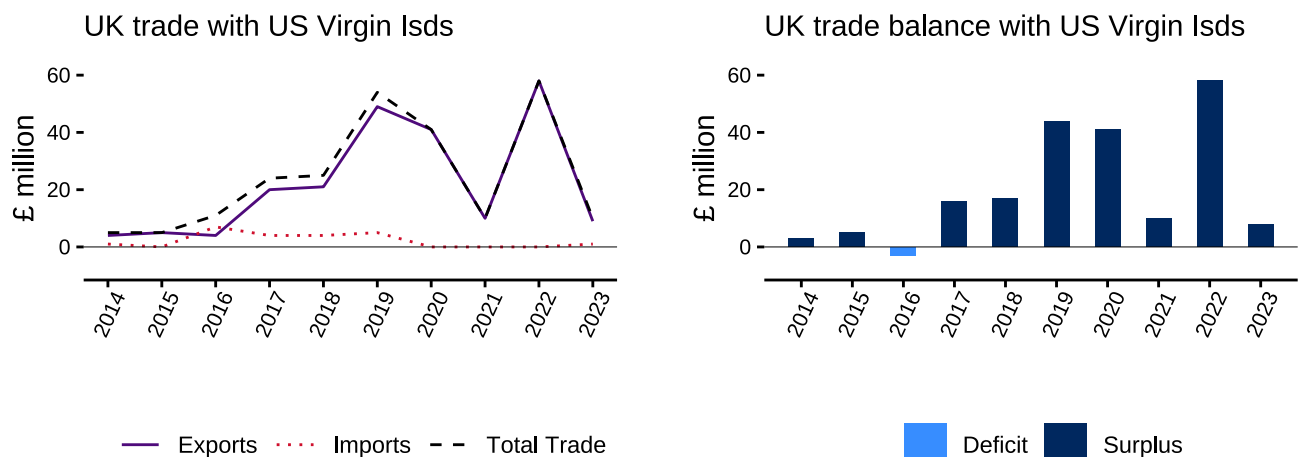 UK trade with US Virgin Isds
60
40
20
0
£ million
2014 2015 2016 2017 2018 2019 2020 2021 2022 2023
Exports Imports Total Trade
UK trade balance with US Virgin Isds
60
40
20
0
£ million
2014 2015 2016 2017 2018 2019 2020 2021 2022 2023
Deficit Surplus